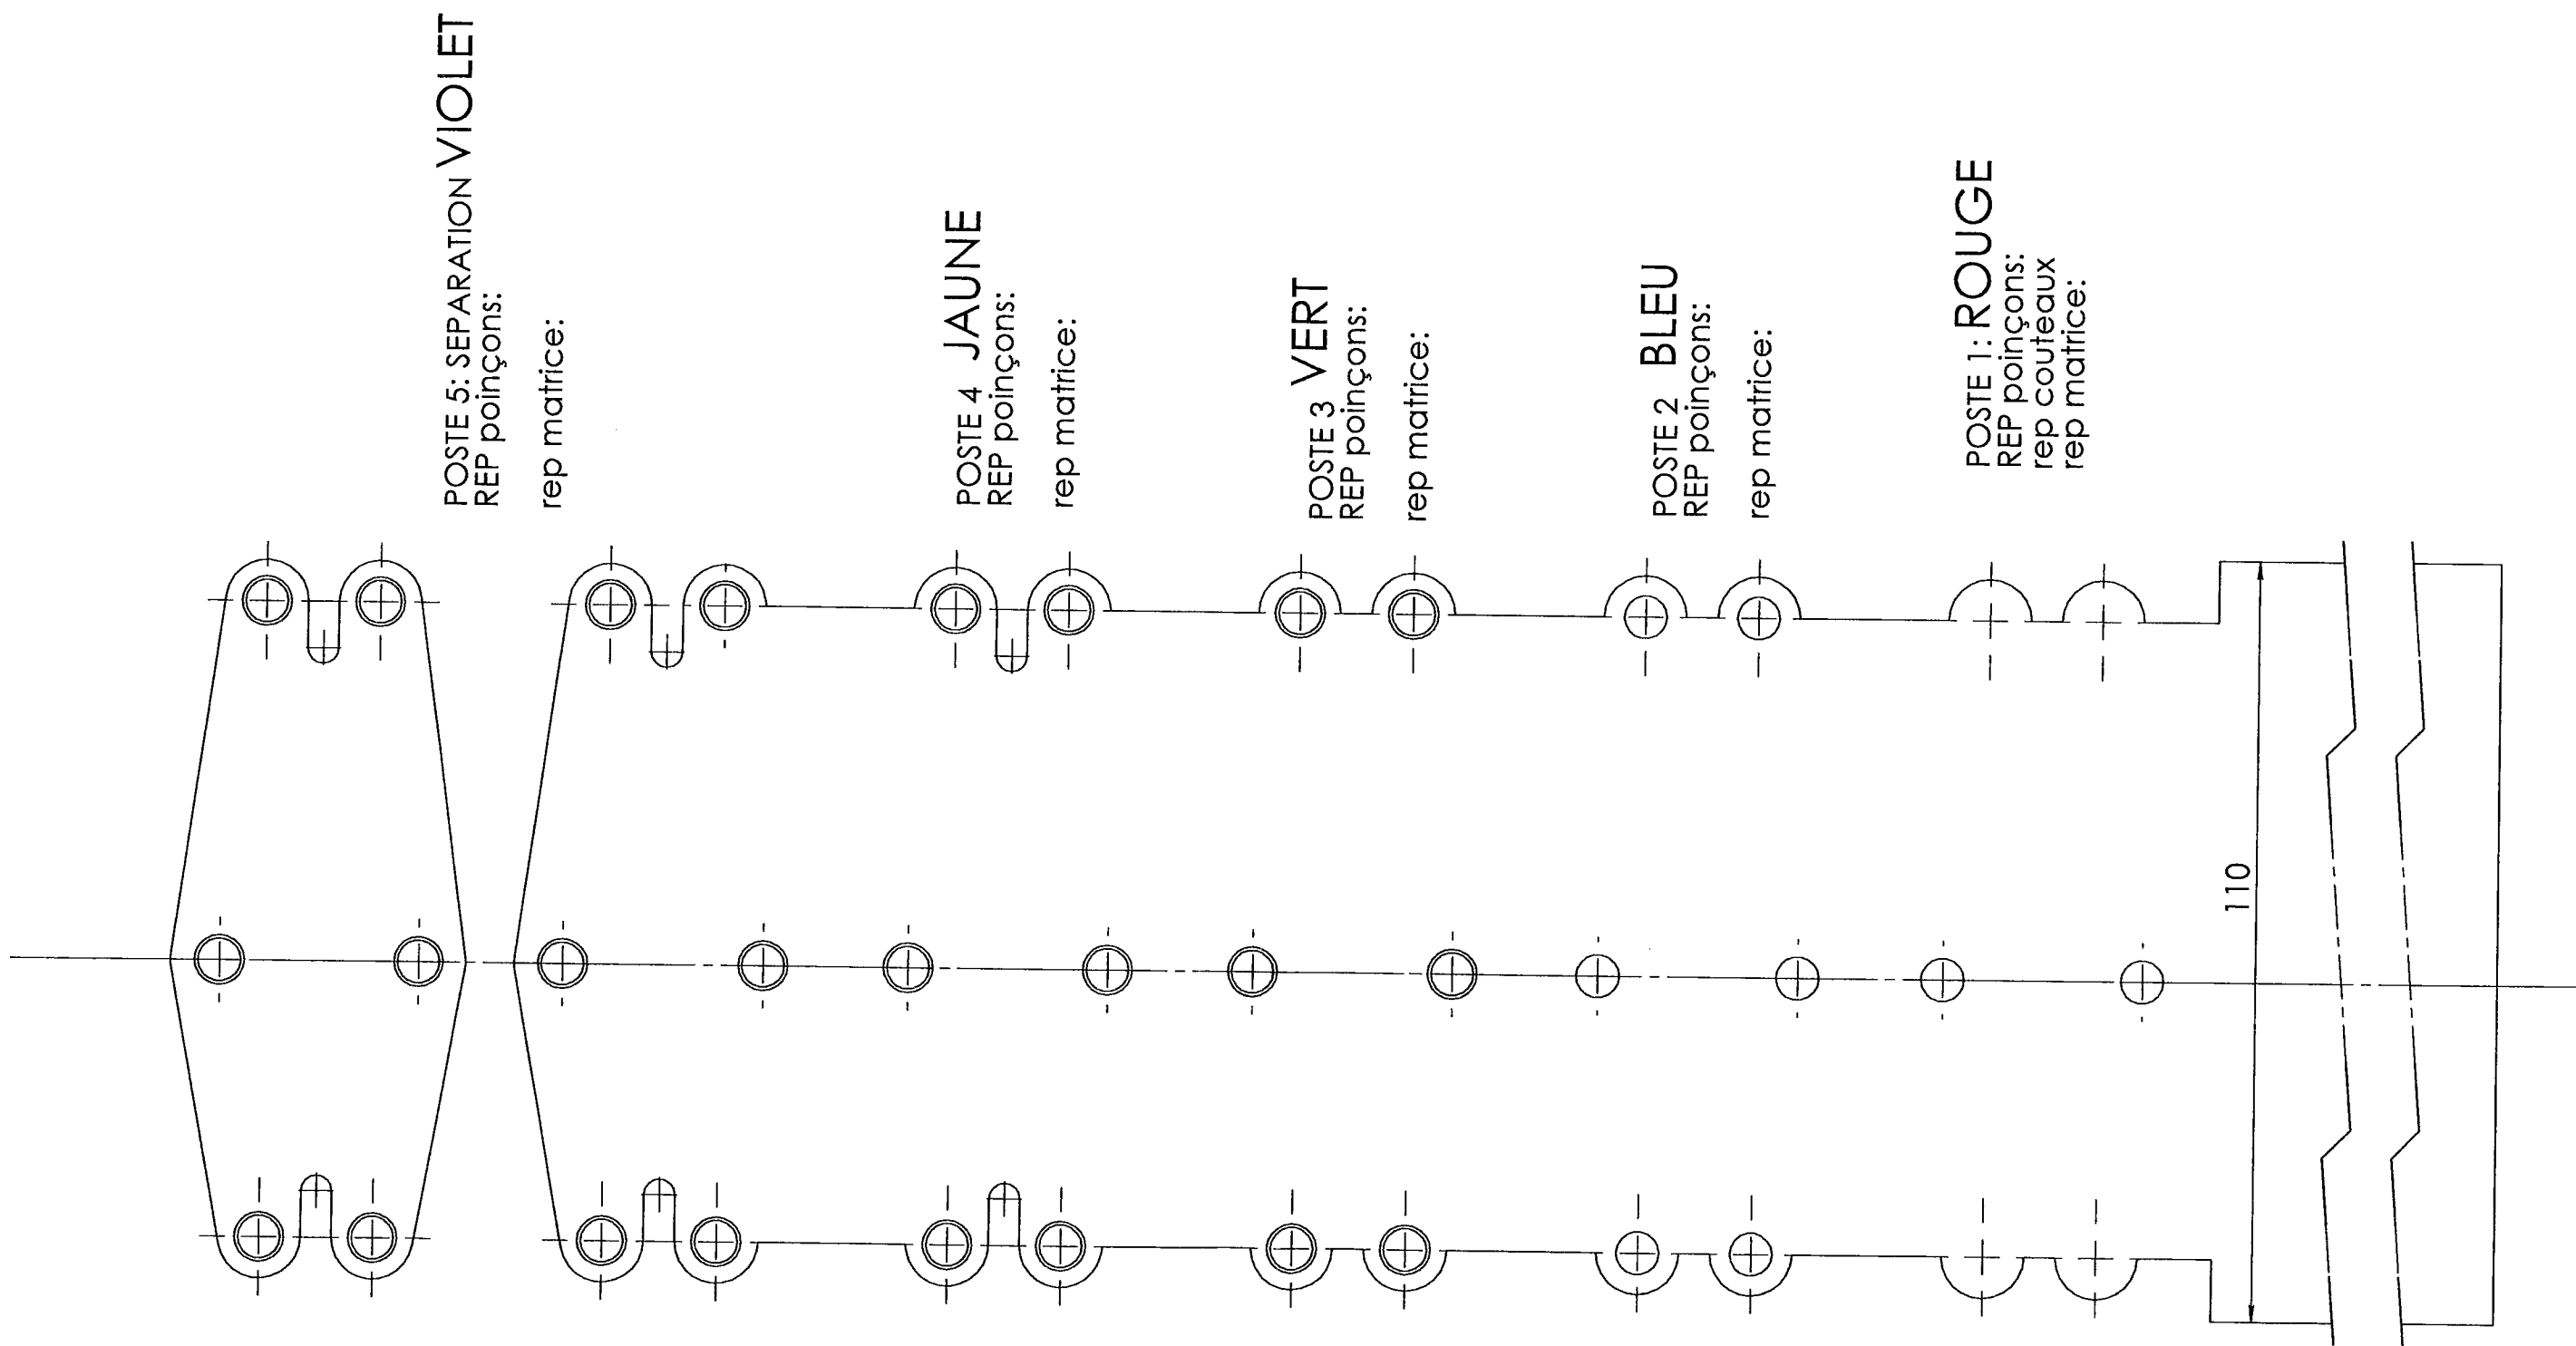 POSTE 5: SEPARATION VIOLET
REP poinçons:
rep matrice:
POSTE 4 JAUNE
REP poinçons:
rep matrice:
POSTE 3 VERT
REP poinçons:
rep matrice:
POSTE 2 BLEU
REP poinçons:
rep matrice:
POSTE 1: ROUGE
REP poinçons:
rep couteaux
rep matrice:
110